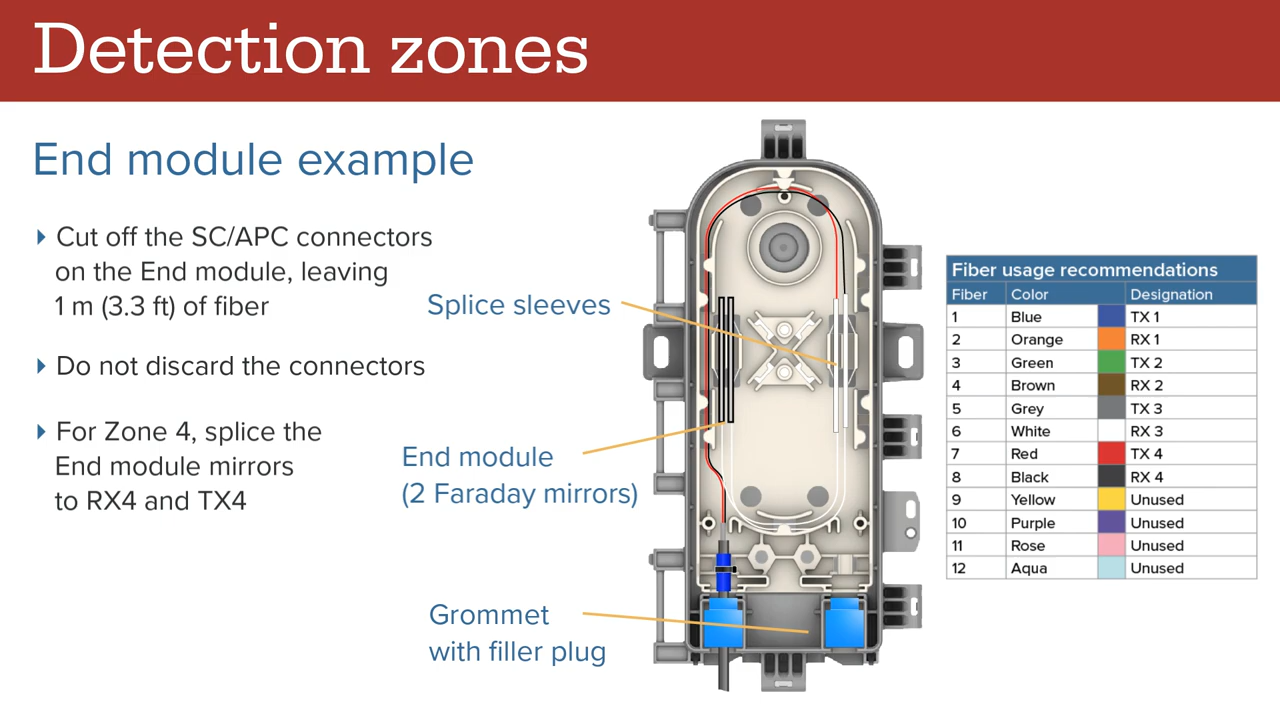 Detection zones
End module example
Cut off the SC/APC connectors
on the End module, leaving
1 m (3.3 ft) of fiber
Do not discard the connectors
For Zone 4, splice the
End module mirrors
to RX4 and TX4
Splice sleeves
End module
(2 Faraday mirrors)
Grommet
with filler plug
Fiber usage recommendations
Fiber Color Designation
1 Blue TX 1
2 Orange RX 1
3 Green TX 2
4 Brown RX 2
5 Grey TX 3
6 White RX 3
7 Red TX 4
8 Black RX 4
9 Yellow Unused
10 Purple Unused
11 Rose Unused
12 Aqua Unused